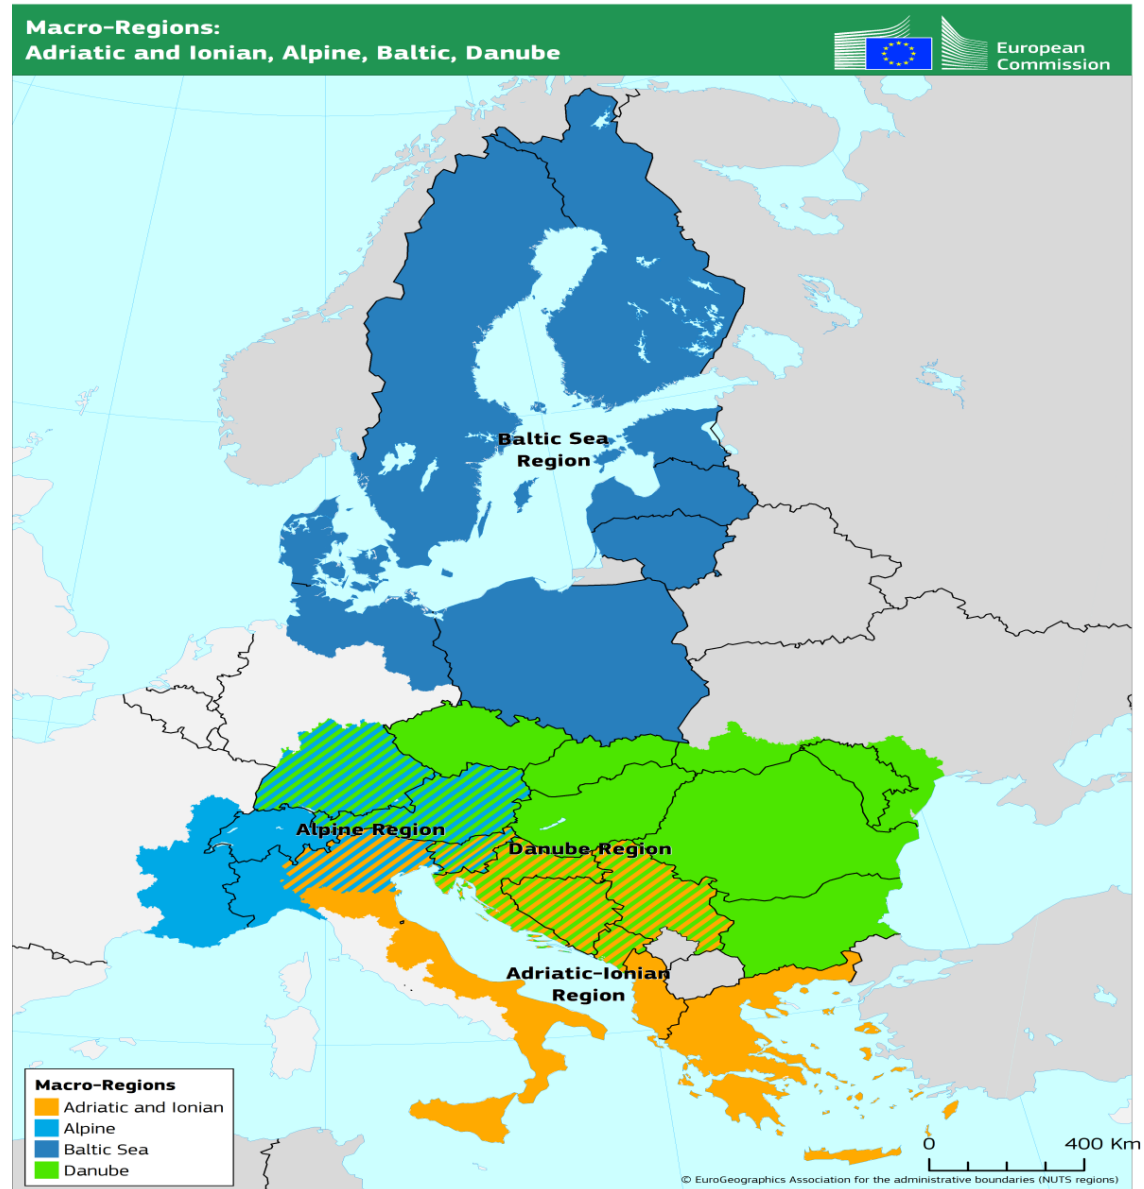 Macro-Regions:
Adriatic and Ionian, Alpine, Baltic, Danube
European
Commission
Baltic Sea
Region
Alpine Region
Danube Region
Adriatic-Ionian
Region
Macro-Regions
Adriatic and Ionian
Alpine
Baltic Sea
Danube
0 400 Km
© EuroGeographics Association for the administrative boundaries (NUTS regions)